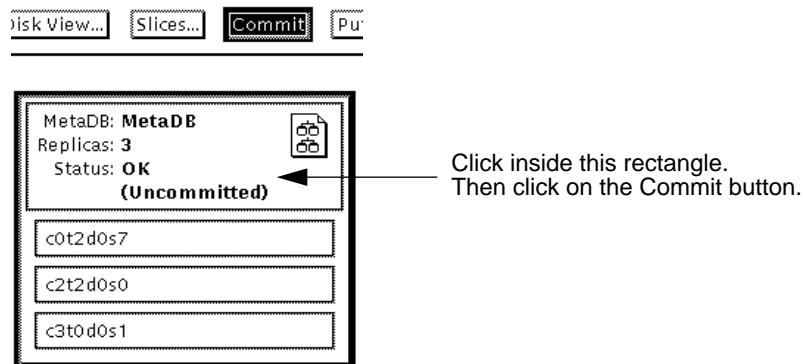 Disk View... Slices... Commit Pu
MetaDB: MetaDB
Replicas: 3
Status: OK
(Uncommitted)
Click inside this rectangle.
Then click on the Commit button.
c0t2d0s7
c2t2d0s0
c3t0d0s1